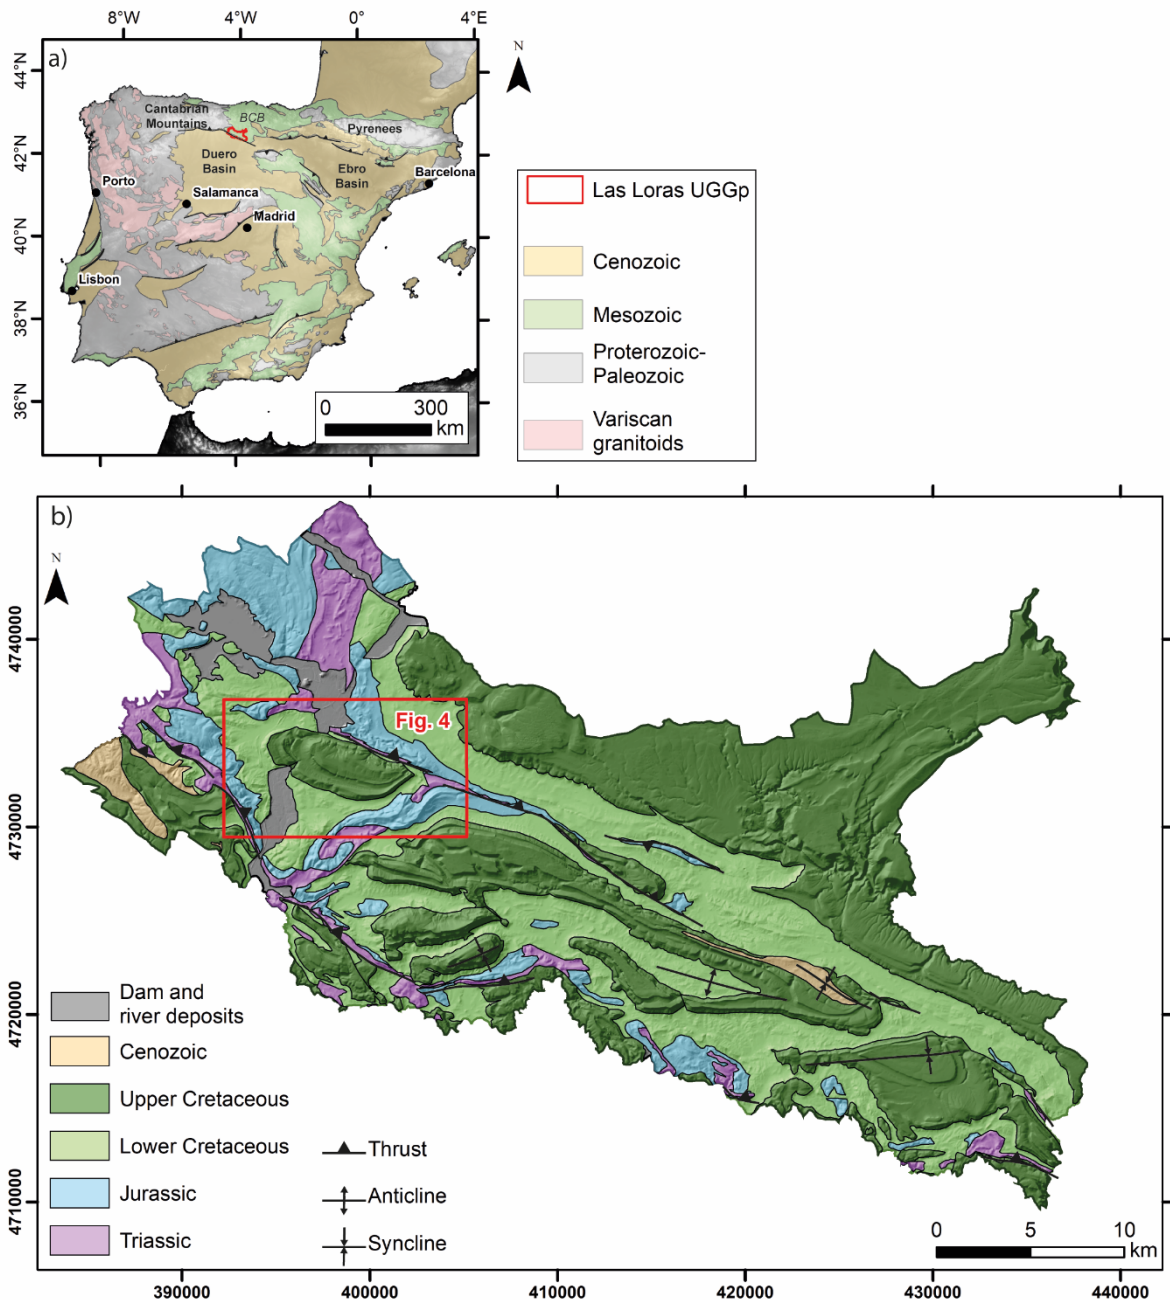 8°W
4°W
0°
4°E
a)
N
44°N
42°N
40°N
38°N
36°N
Cantabrian
Mountains
BCB
Pyrenees
Duero
Basin
Ebro
Basin
Barcelona
Porto
Salamanca
Madrid
Lisbon
0
300
km
Las Loras UGGp
Cenozoic
Mesozoic
Proterozoic-
Paleozoic
Variscan
granitoids
b)
N
4740000
4730000
4720000
4710000
Fig. 4
Dam and
river deposits
Cenozoic
Upper Cretaceous
Lower Cretaceous
Jurassic
Triassic
Thrust
Anticline
Syncline
0
5
10
km
390000
400000
410000
420000
430000
440000